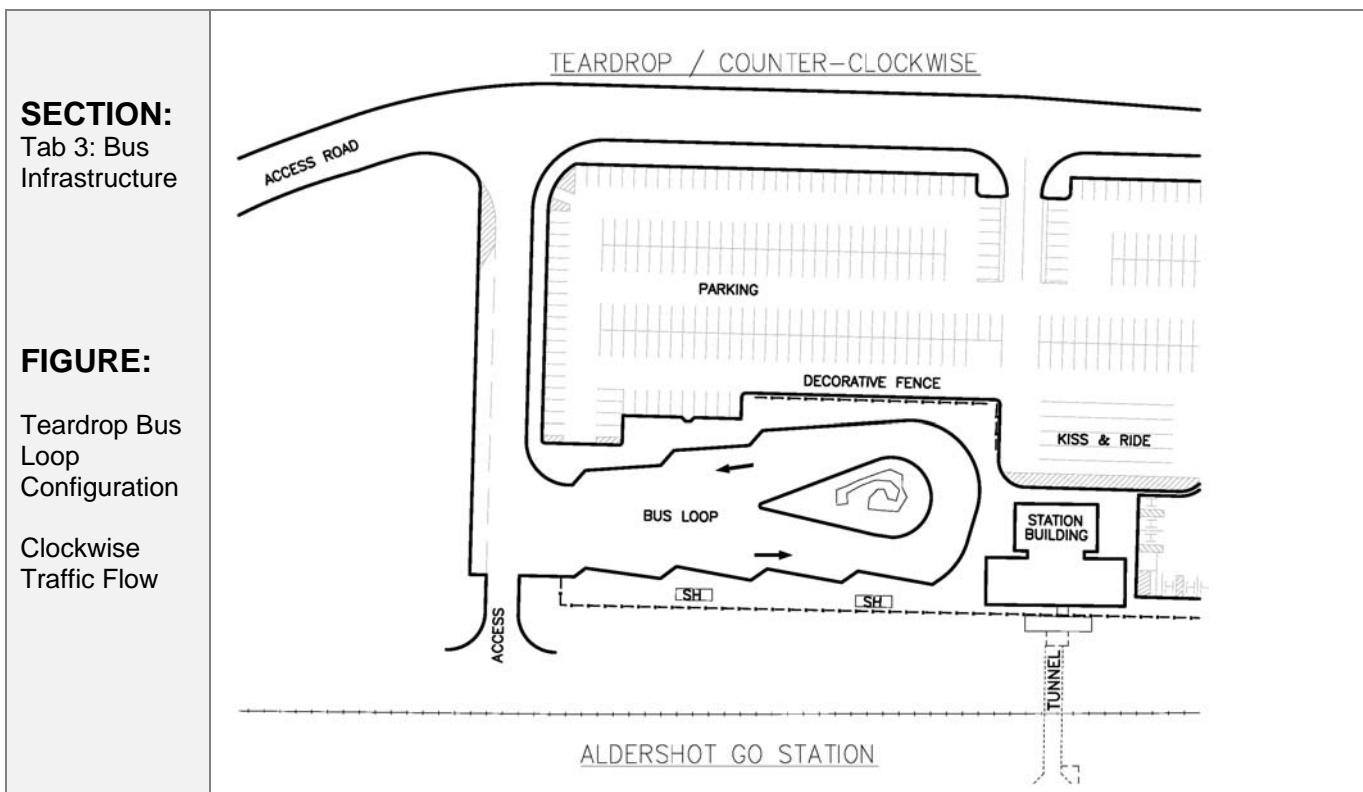 SECTION:
Tab 3: Bus
Infrastructure
FIGURE:
Teardrop Bus
Loop
Configuration
Clockwise
Traffic Flow
TEARDROP / COUNTER-CLOCKWISE
ACCESS ROAD
PARKING
DECORATIVE FENCE
KISS & RIDE
BUS LOOP
STATION
BUILDING
SH
SH
ACCESS
TUNNEL
ALDERSHOT GO STATION